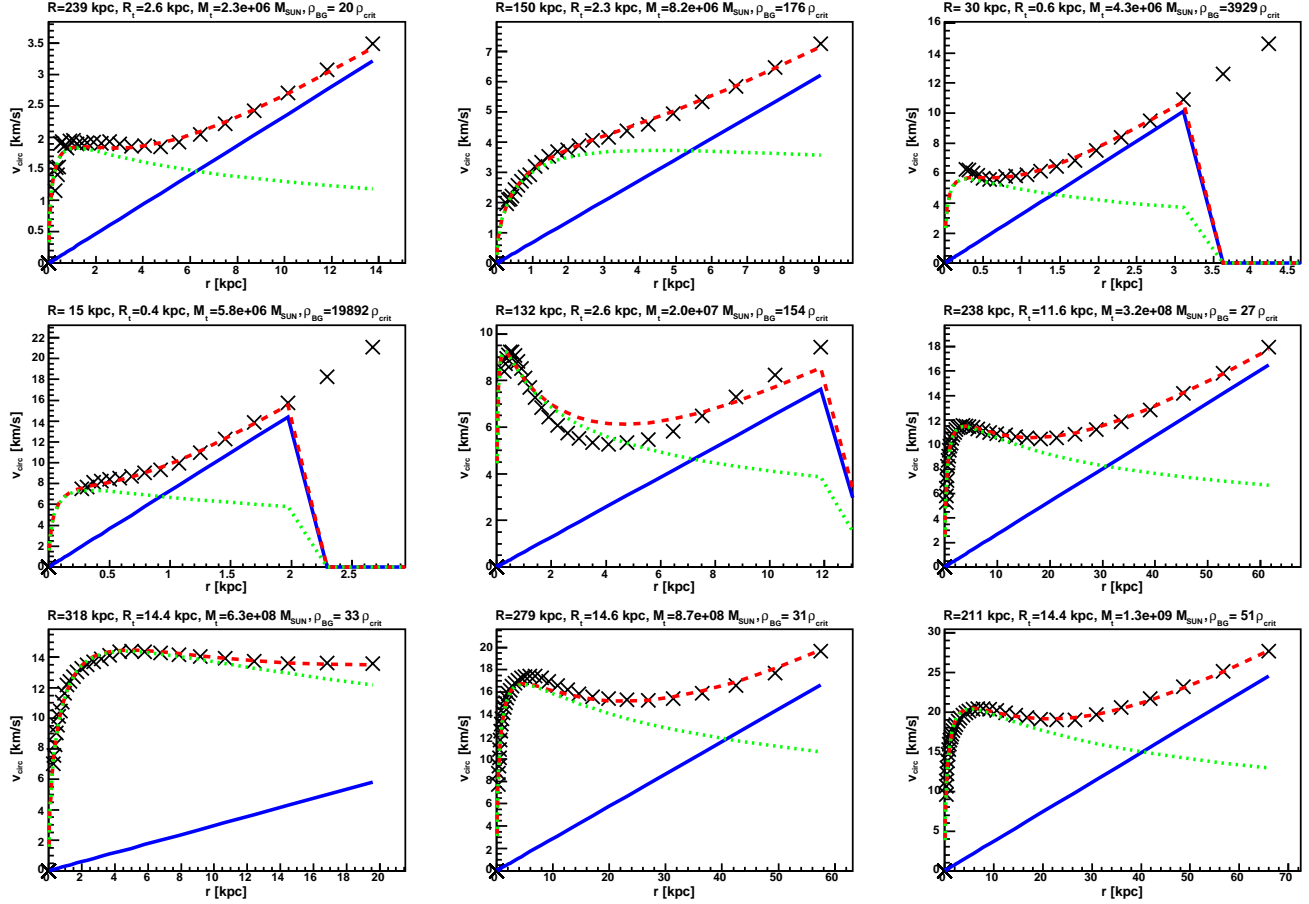 R=239 kpc, R_t=2.6 kpc, M_t=2.3e+06 M_SUN, ρ_BG= 20 ρ_crit
v_circ [km/s]
3.5
3
2.5
2
1.5
1
0.5
0
0 2 4 6 8 10 12 14
r [kpc]
R=150 kpc, R_t=2.3 kpc, M_t=8.2e+06 M_SUN, ρ_BG=176 ρ_crit
v_circ [km/s]
7
6
5
4
3
2
1
0
0 1 2 3 4 5 6 7 8 9
r [kpc]
R= 30 kpc, R_t=0.6 kpc, M_t=4.3e+06 M_SUN, ρ_BG=3929 ρ_crit
v_circ [km/s]
16
14
12
10
8
6
4
2
0
0.5 1 1.5 2 2.5 3 3.5 4 4.5
r [kpc]
R= 15 kpc, R_t=0.4 kpc, M_t=5.8e+06 M_SUN, ρ_BG=19892 ρ_crit
v_circ [km/s]
22
20
18
16
14
12
10
8
6
4
2
0
0.5 1 1.5 2 2.5
r [kpc]
R=132 kpc, R_t=2.6 kpc, M_t=2.0e+07 M_SUN, ρ_BG=154 ρ_crit
v_circ [km/s]
10
8
6
4
2
0
0 2 4 6 8 10 12
r [kpc]
R=238 kpc, R_t=11.6 kpc, M_t=3.2e+08 M_SUN, ρ_BG= 27 ρ_crit
v_circ [km/s]
18
16
14
12
10
8
6
4
2
0
0 10 20 30 40 50 60
r [kpc]
R=318 kpc, R_t=14.4 kpc, M_t=6.3e+08 M_SUN, ρ_BG= 33 ρ_crit
v_circ [km/s]
14
12
10
8
6
4
2
0
0 2 4 6 8 10 12 14 16 18 20
r [kpc]
R=279 kpc, R_t=14.6 kpc, M_t=8.7e+08 M_SUN, ρ_BG= 31 ρ_crit
v_circ [km/s]
20
18
16
14
12
10
8
6
4
2
0
0 10 20 30 40 50 60
r [kpc]
R=211 kpc, R_t=14.4 kpc, M_t=1.3e+09 M_SUN, ρ_BG= 51 ρ_crit
v_circ [km/s]
30
25
20
15
10
5
0
0 10 20 30 40 50 60 70
r [kpc]